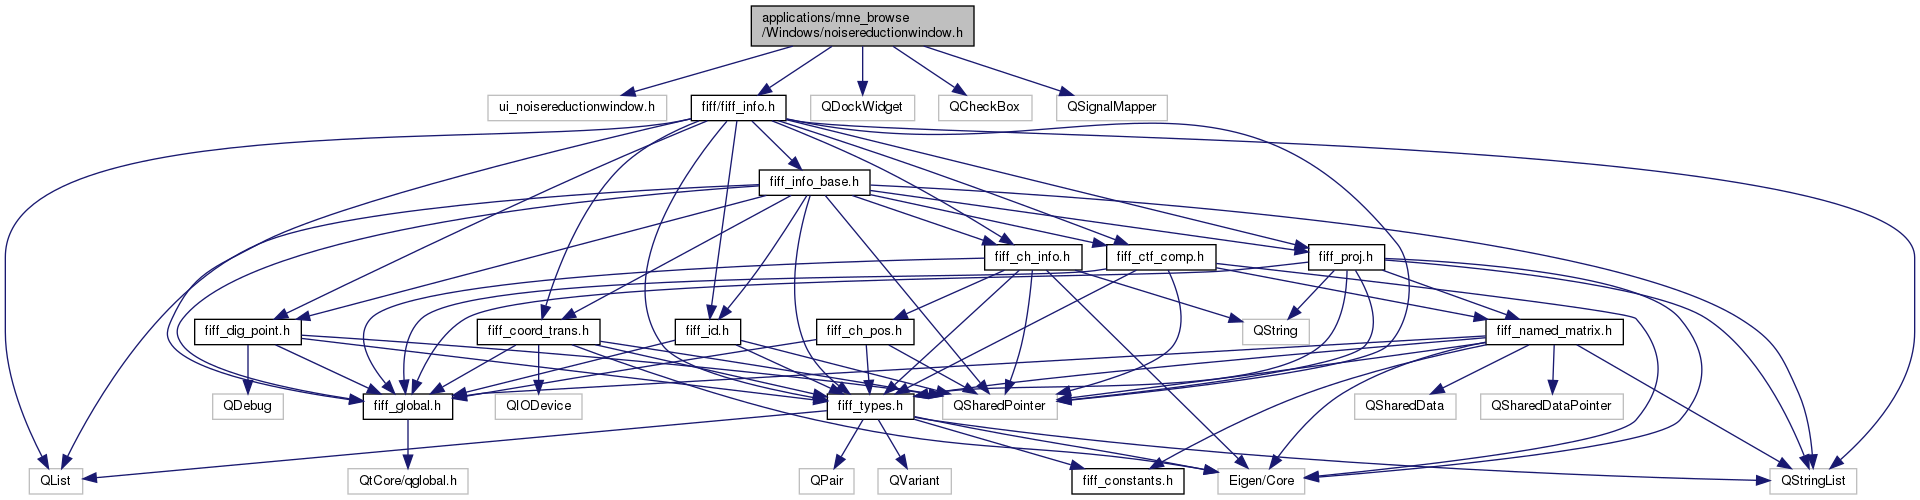 applications/mne_browse
/Windows/noisereductionwindow.h
ui_noisereductionwindow.h
fiff/fiff_info.h
QDockWidget
QCheckBox
QSignalMapper
fiff_info_base.h
fiff_ch_info.h
fiff_ctf_comp.h
fiff_proj.h
fiff_dig_point.h
fiff_coord_trans.h
fiff_id.h
fiff_ch_pos.h
QString
fiff_named_matrix.h
QDebug
fiff_global.h
QIODevice
fiff_types.h
QSharedPointer
QSharedData
QSharedDataPointer
QList
QtCore/qglobal.h
QPair
QVariant
fiff_constants.h
Eigen/Core
QStringList